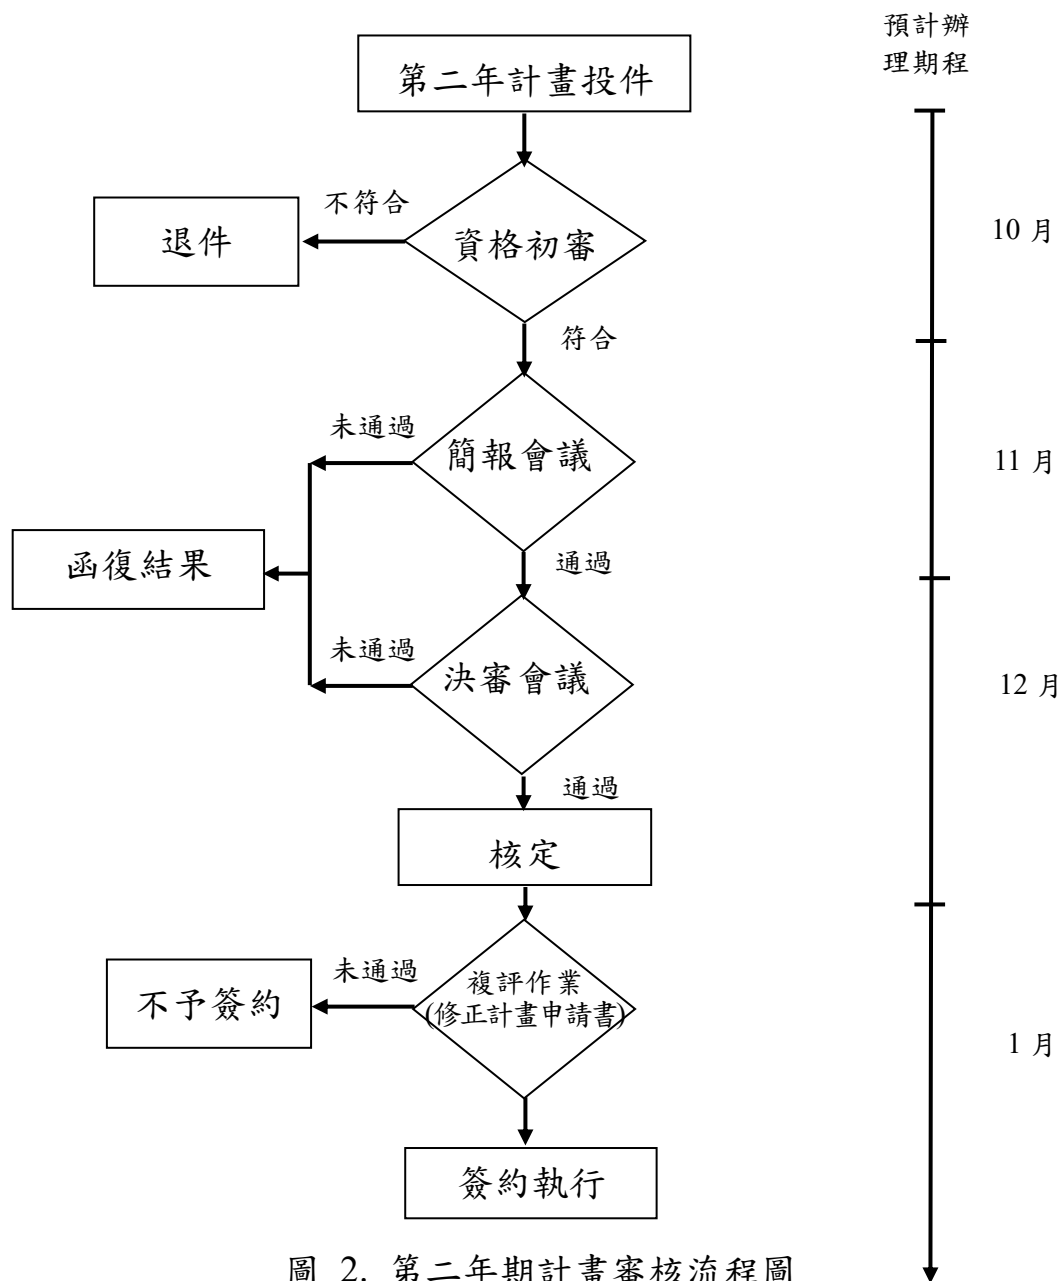 預計辦
理期程
第二年計畫投件
不符合
退件
資格初審
10 月
符合
未通過
簡報會議
11 月
函復結果
通過
未通過
決審會議
12 月
通過
核定
未通過
複評作業
(修正計畫申請書)
不予簽約
1 月
簽約執行
圖 2. 第二年期計畫審核流程圖